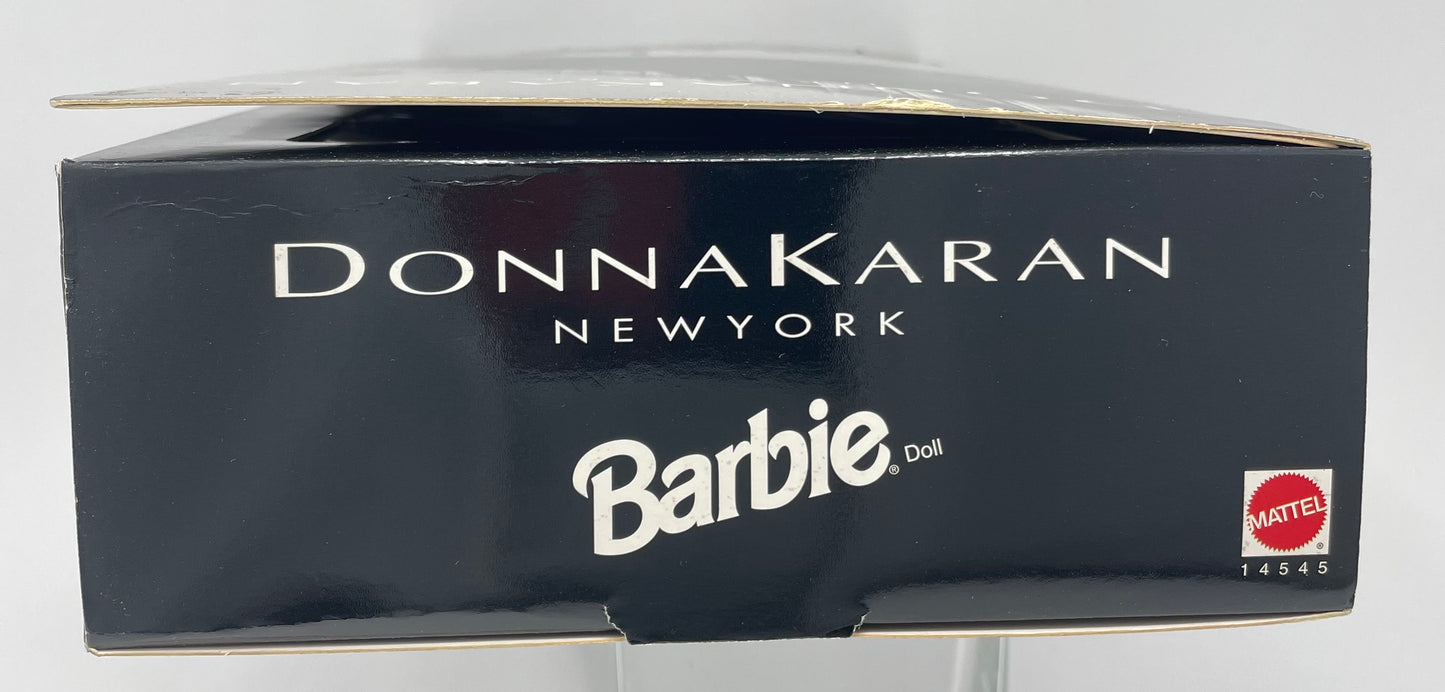 DONNAKARAN
NEWYORK
Barbie® Doll
MATTEL
®
14545